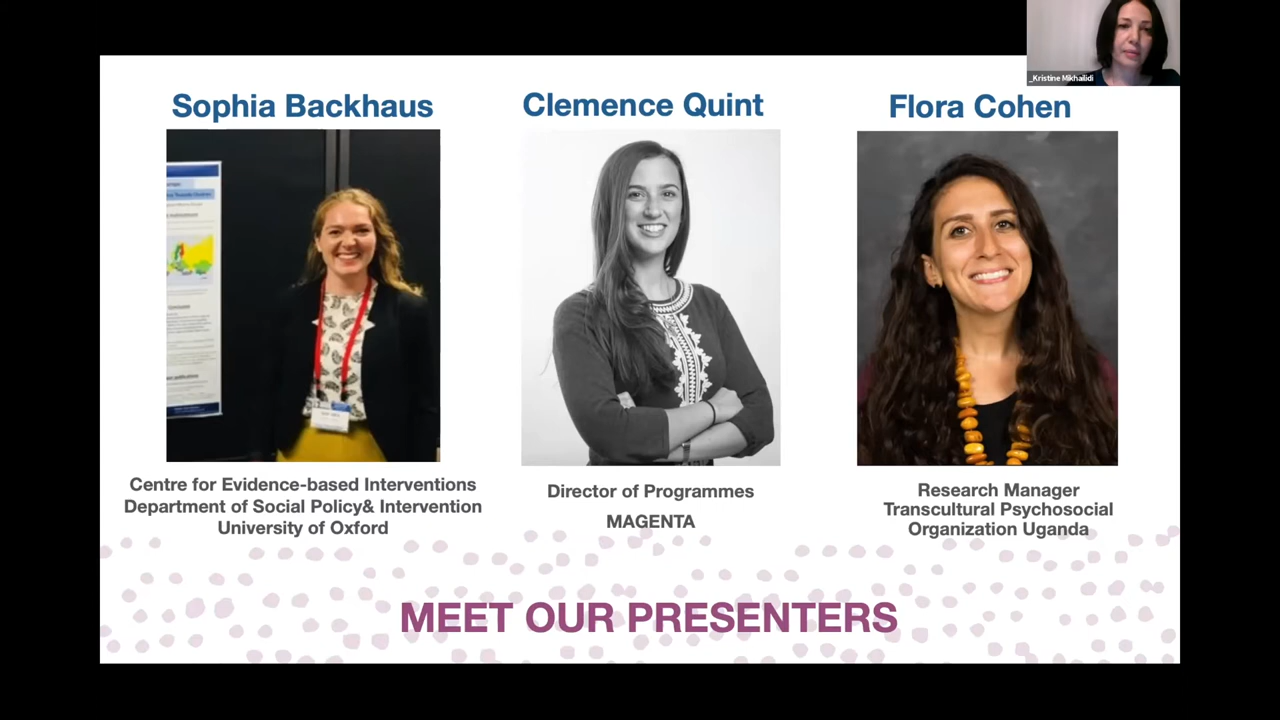 _Kristine Mikhailidi
Sophia Backhaus
Clemence Quint
Flora Cohen
Centre for Evidence-based Interventions
Department of Social Policy& Intervention
University of Oxford
Director of Programmes
MAGENTA
Research Manager
Transcultural Psychosocial
Organization Uganda
MEET OUR PRESENTERS